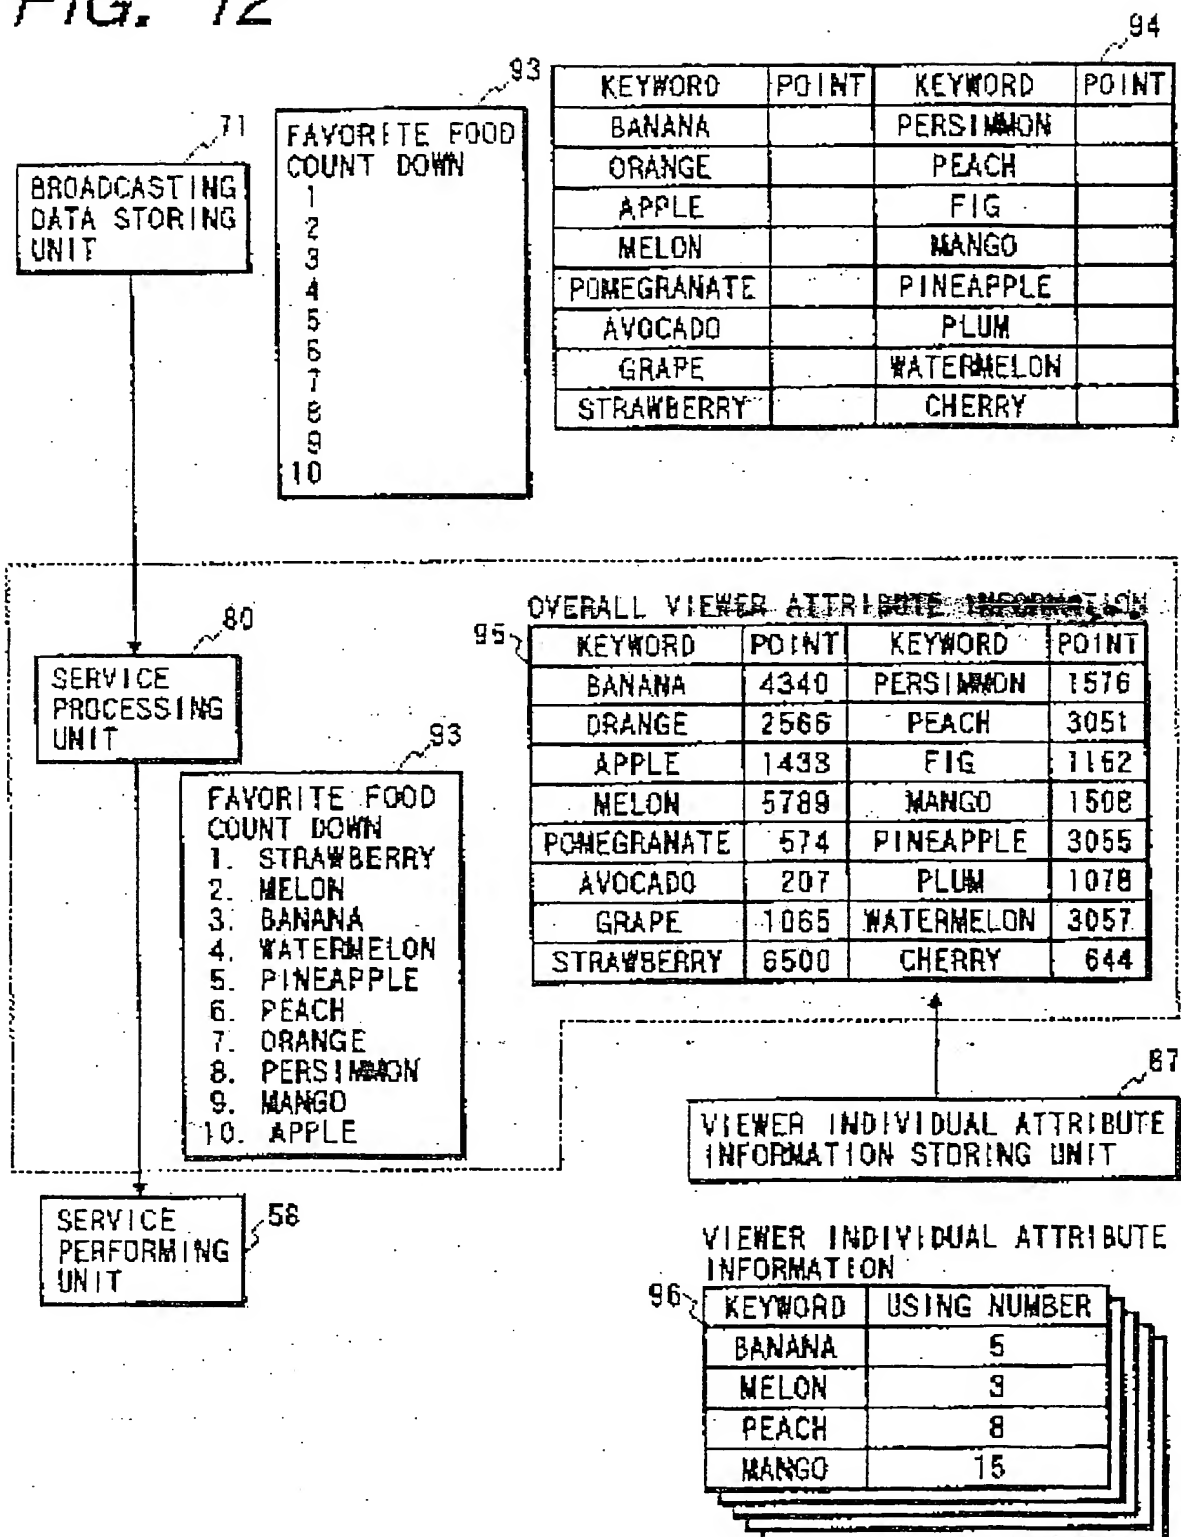 FIG. 12
94
93
KEYWORD POINT KEYWORD POINT
BANANA PERSIMMON
ORANGE PEACH
APPLE FIG
MELON MANGO
POMEGRANATE PINEAPPLE
AVOCADO PLUM
GRAPE WATERMELON
STRAWBERRY CHERRY
71
BROADCASTING
DATA STORING
UNIT
FAVORITE FOOD
COUNT DOWN
1
2
3
4
5
6
7
8
9
10
80
SERVICE
PROCESSING
UNIT
93
FAVORITE FOOD
COUNT DOWN
1. STRAWBERRY
2. MELON
3. BANANA
4. WATERMELON
5. PINEAPPLE
6. PEACH
7. ORANGE
8. PERSIMMON
9. MANGO
10. APPLE
OVERALL VIEWER ATTRIBUTE INFORMATION
95
KEYWORD POINT KEYWORD POINT
BANANA 4340 PERSIMMON 1576
ORANGE 2566 PEACH 3051
APPLE 1433 FIG 1162
MELON 5789 MANGO 1508
POMEGRANATE 574 PINEAPPLE 3055
AVOCADO 207 PLUM 1078
GRAPE 1065 WATERMELON 3057
STRAWBERRY 6500 CHERRY 644
87
VIEWER INDIVIDUAL ATTRIBUTE
INFORMATION STORING UNIT
SERVICE
PERFORMING
UNIT
58
VIEWER INDIVIDUAL ATTRIBUTE
INFORMATION
96
KEYWORD USING NUMBER
BANANA 5
MELON 3
PEACH 8
MANGO 15